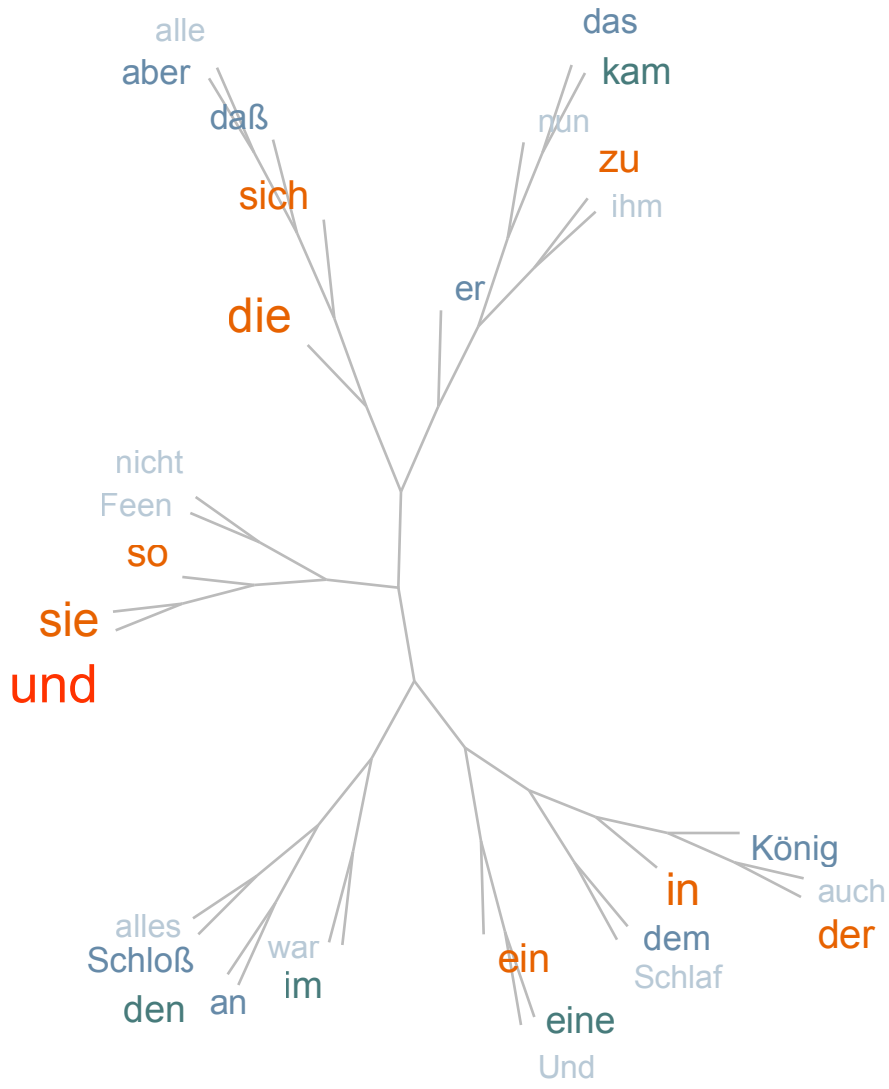 das
alle
kam
aber
daß
nun
zu
sich
ihm
er
die
nicht
Feen
so
sie
und
König
in
auch
alles
der
dem
war
Schloß
ein
Schlaf
im
an
den
eine
Und